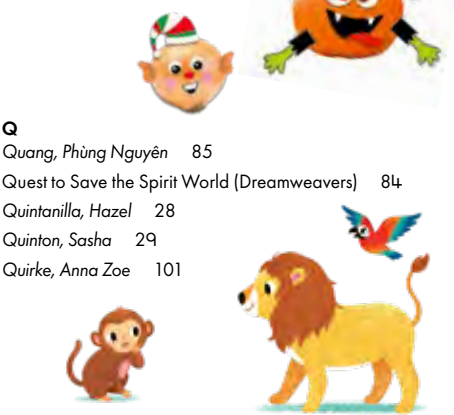 Q
Quang, Phùng Nguyên 85
Quest to Save the Spirit World (Dreamweavers) 84
Quintanilla, Hazel 28
Quinton, Sasha 29
Quirke, Anna Zoe 101